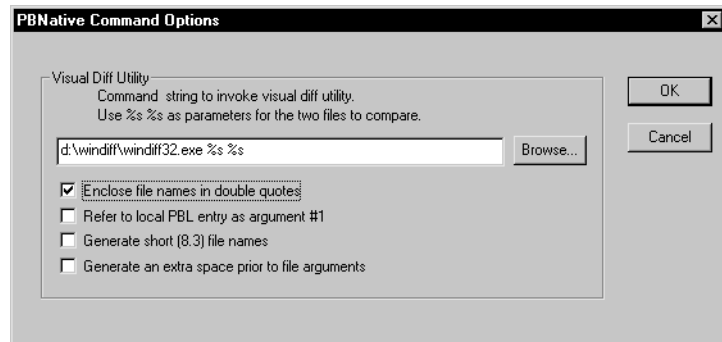 PBNative Command Options
Visual Diff Utility
Command string to invoke visual diff utility.
Use %s %s as parameters for the two files to compare.
d:\windiff\windiff32.exe %s %s
Browse...
Enclose file names in double quotes
Refer to local PBL entry as argument #1
Generate short (8.3) file names
Generate an extra space prior to file arguments
OK
Cancel